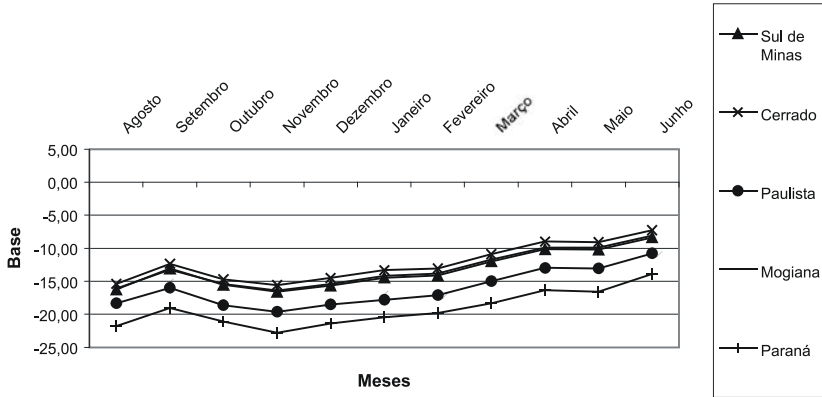 Agosto
Setembro
Outubro
Novembro
Dezembro
Janeiro
Fevereiro
Março
Abril
Maio
Junho
5,00
0,00
-5,00
-10,00
-15,00
-20,00
-25,00
Base
Meses
Sul de
Minas
Cerrado
Paulista
Mogiana
Paraná